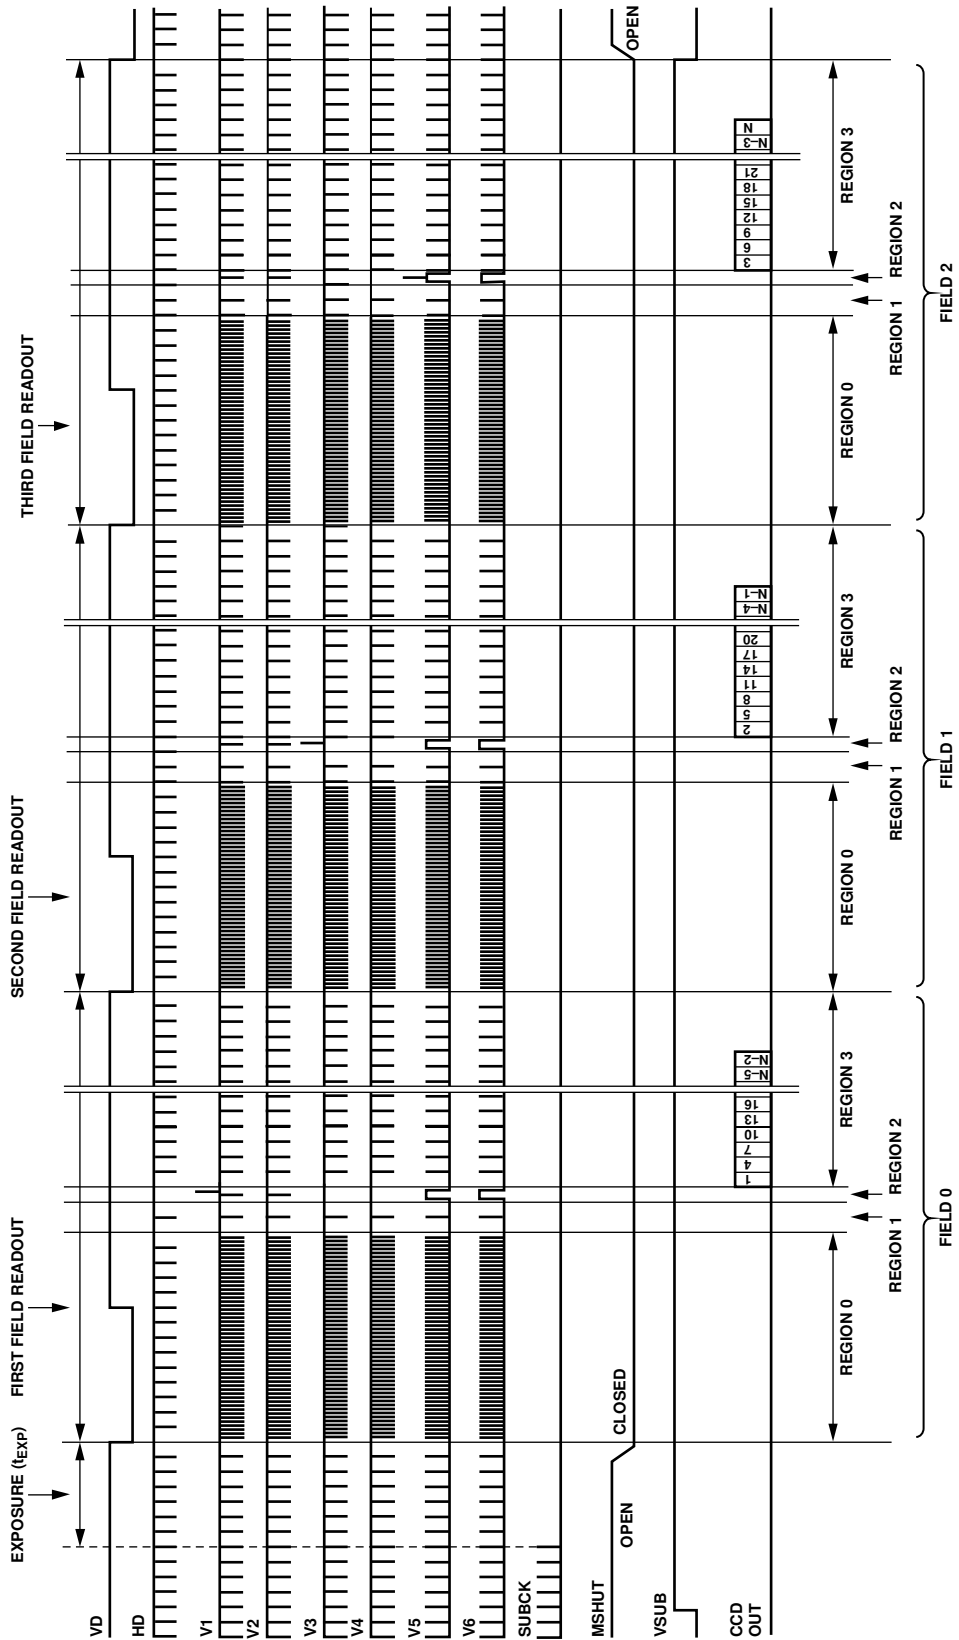 EXPOSURE (tEXP)
FIRST FIELD READOUT
SECOND FIELD READOUT
THIRD FIELD READOUT
VD
HD
V1
V2
V3
V4
V5
V6
SUBCK
MSHUT
OPEN
CLOSED
OPEN
VSUB
CCD
OUT
1
4
7
10
13
16
N–5
N–2
2
5
8
11
14
17
20
N–4
N–1
3
6
9
12
15
18
21
N–3
N
REGION 0
REGION 3
REGION 0
REGION 3
REGION 0
REGION 3
REGION 1
REGION 2
REGION 1
REGION 2
REGION 1
REGION 2
FIELD 0
FIELD 1
FIELD 2